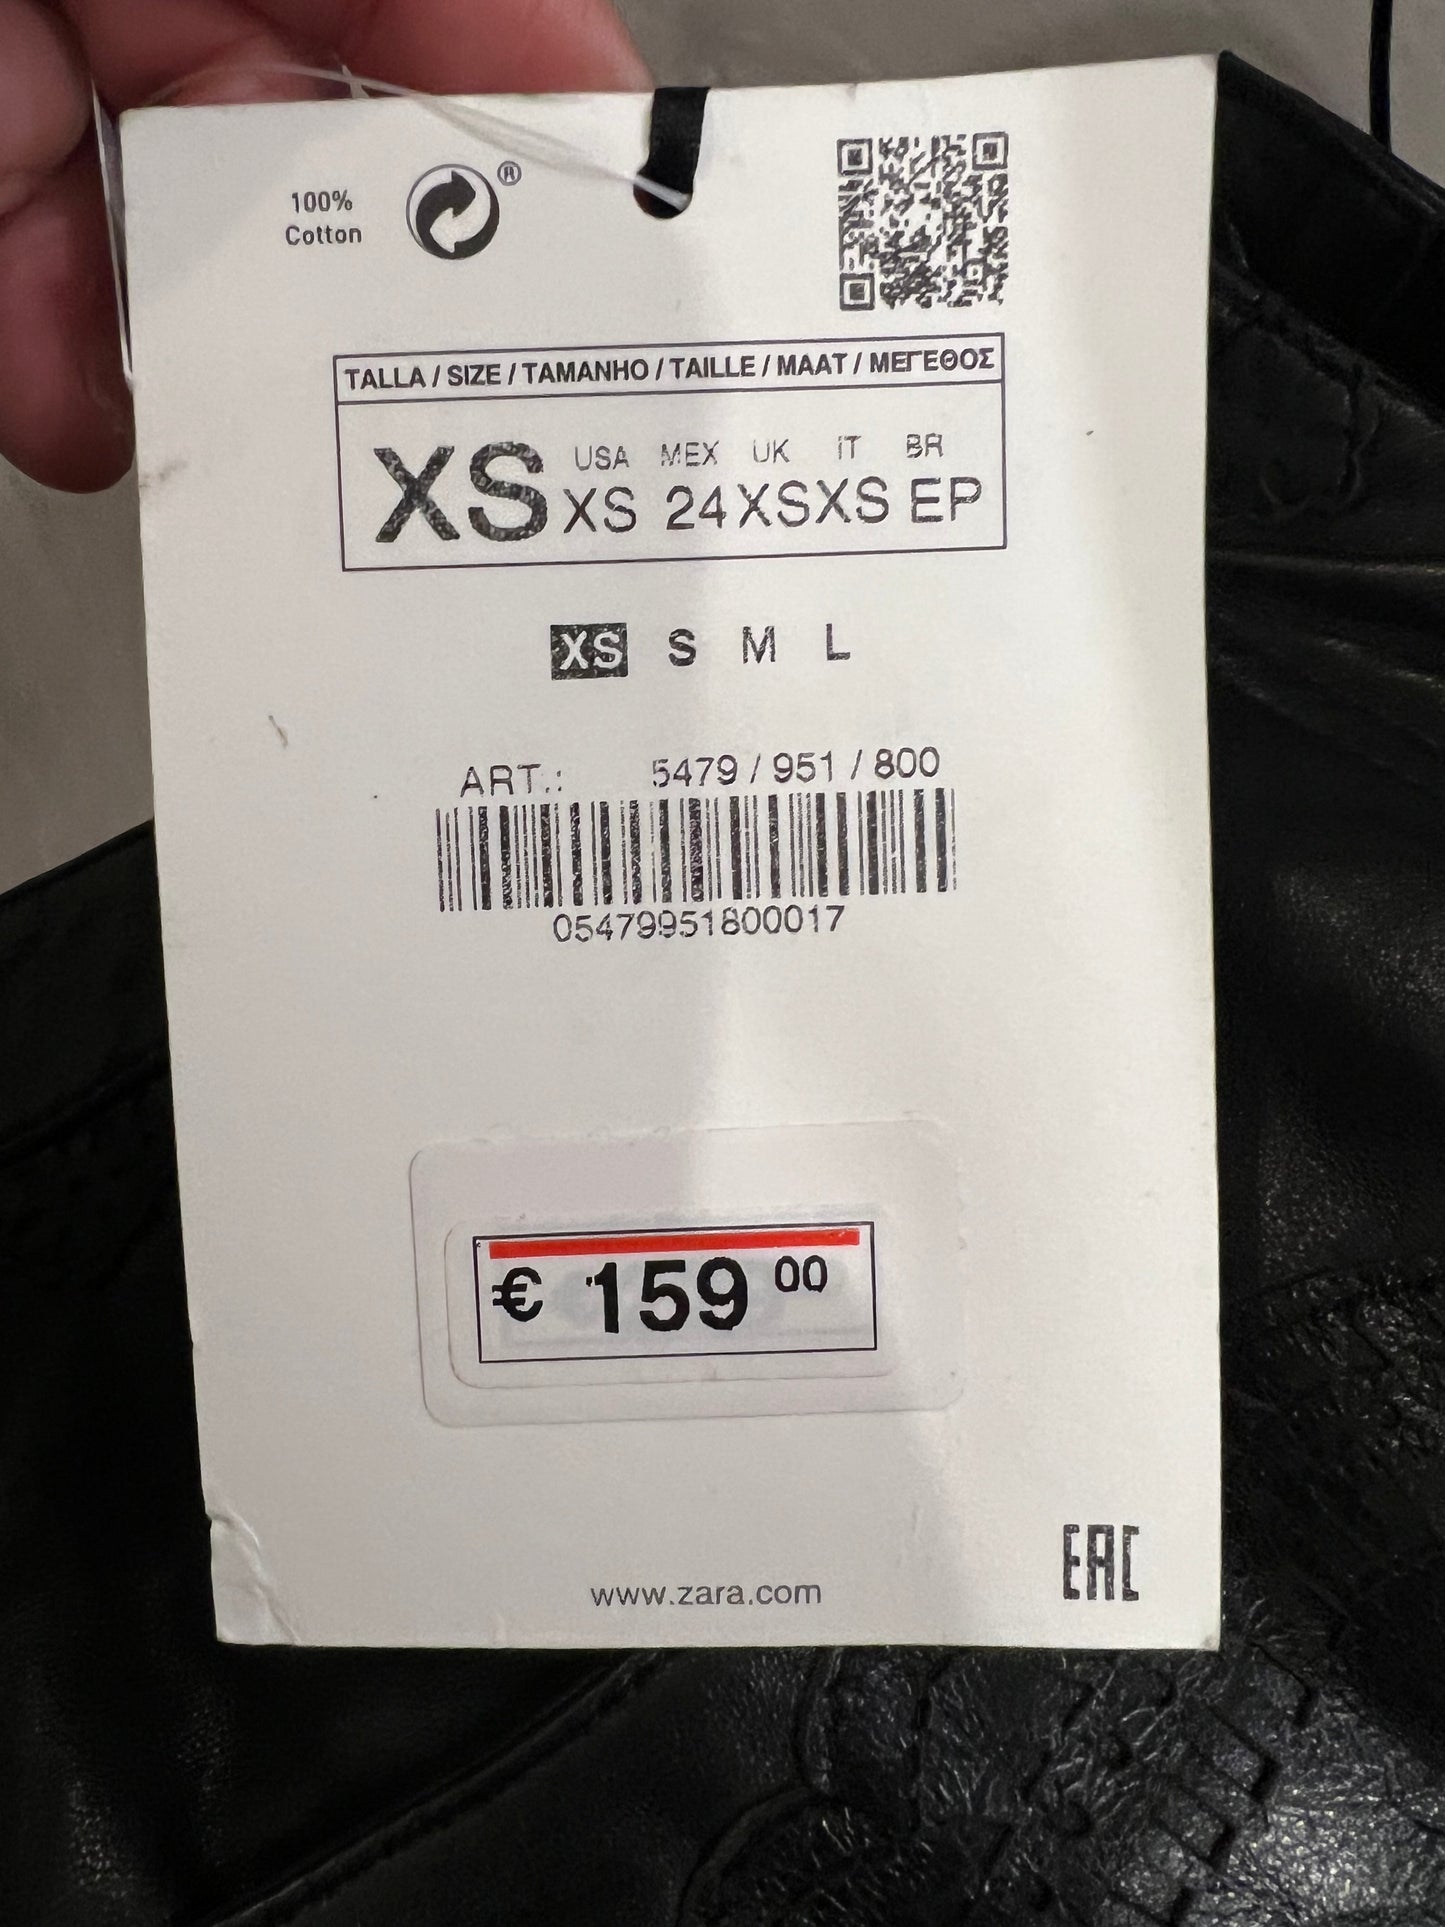 100%
Cotton
®
TALLA / SIZE / TAMANHO / TAILLE / MAAT / ΜΕΓΕΘΟΣ
USA MEX UK IT BR
XS XS 24 XS XS EP
XS S M L
ART.: 5479 / 951 / 800
05479951800017
€ 159 00
EAC
www.zara.com